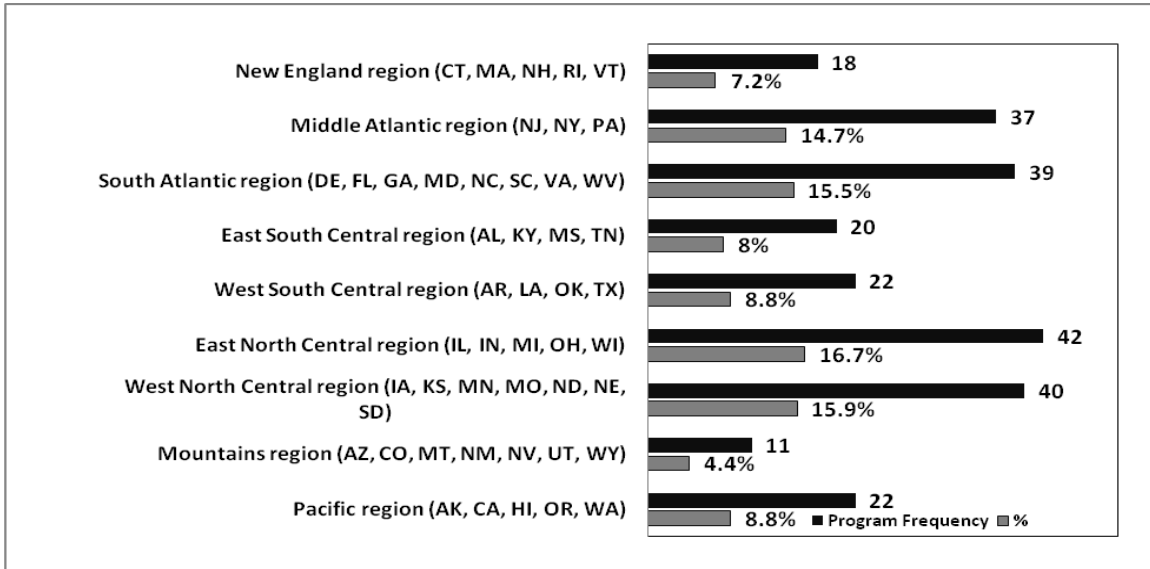 New England region (CT, MA, NH, RI, VT)
18
7.2%
Middle Atlantic region (NJ, NY, PA)
37
14.7%
South Atlantic region (DE, FL, GA, MD, NC, SC, VA, WV)
39
15.5%
East South Central region (AL, KY, MS, TN)
20
8%
West South Central region (AR, LA, OK, TX)
22
8.8%
East North Central region (IL, IN, MI, OH, WI)
42
16.7%
West North Central region (IA, KS, MN, MO, ND, NE,
SD)
40
15.9%
Mountains region (AZ, CO, MT, NM, NV, UT, WY)
11
4.4%
Pacific region (AK, CA, HI, OR, WA)
22
8.8%
Program Frequency %